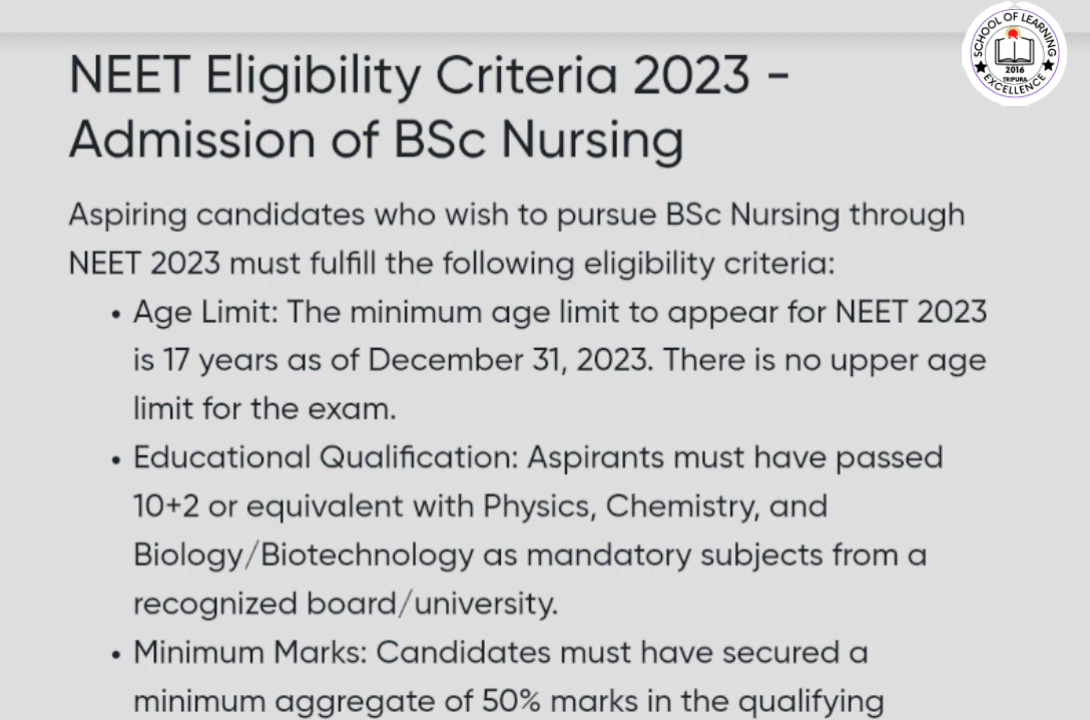 SCHOOL OF LEARNING
2016
TRIPURA
EXCELLENCE
NEET Eligibility Criteria 2023 -
Admission of BSc Nursing
Aspiring candidates who wish to pursue BSc Nursing through
NEET 2023 must fulfill the following eligibility criteria:
• Age Limit: The minimum age limit to appear for NEET 2023
is 17 years as of December 31, 2023. There is no upper age
limit for the exam.
• Educational Qualification: Aspirants must have passed
10+2 or equivalent with Physics, Chemistry, and
Biology/Biotechnology as mandatory subjects from a
recognized board/university.
• Minimum Marks: Candidates must have secured a
minimum aggregate of 50% marks in the qualifying